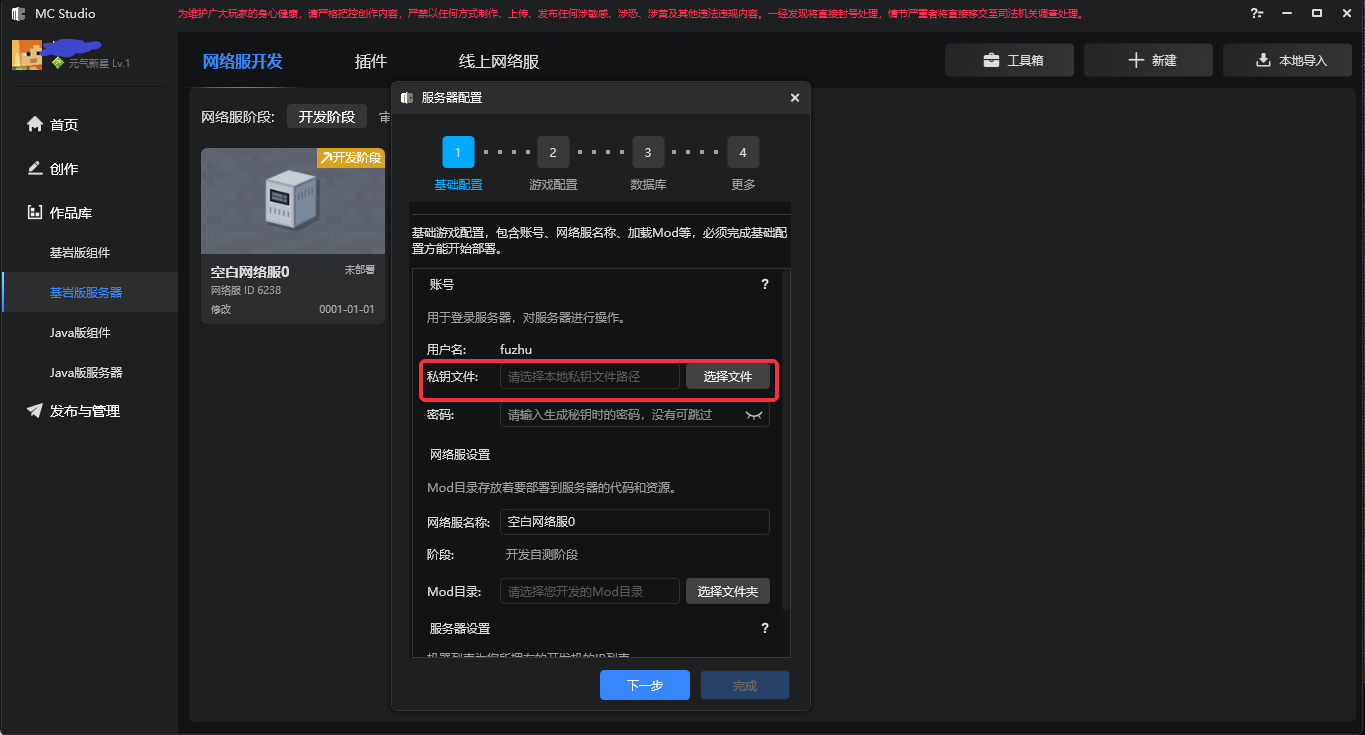 MC Studio
为维护广大玩家的身心健康，请严格把控创作内容，严禁以任何方式制作、上传、发布任何涉敏感、涉恐、涉黄及其他违法违规内容。一经发现将直接封号处理，情节严重者将直接移交至司法机关调查处理。
元气新星 Lv.1
首页
创作
作品库
基岩版组件
基岩版服务器
Java版组件
Java版服务器
发布与管理
网络服开发 插件 线上网络服
工具箱 新建 本地导入
网络服阶段: 开发阶段 审
开发阶段
空白网络服0 未部署
网络服 ID 6238
修改 0001-01-01
服务器配置
1 2 3 4
基础配置 游戏配置 数据库 更多
基础游戏配置，包含账号、网络服名称、加载Mod等，必须完成基础配
置方能开始部署。
账号 ?
用于登录服务器，对服务器进行操作。
用户名: fuzhu
私钥文件: 请选择本地私钥文件路径 选择文件
密码: 请输入生成秘钥时的密码，没有可跳过
网络服设置
Mod目录存放着要部署到服务器的代码和资源。
网络服名称: 空白网络服0
阶段: 开发自测阶段
Mod目录: 请选择您开发的Mod目录 选择文件夹
服务器设置 ?
机器列表为您所拥有的开发机的IP列表
下一步 完成